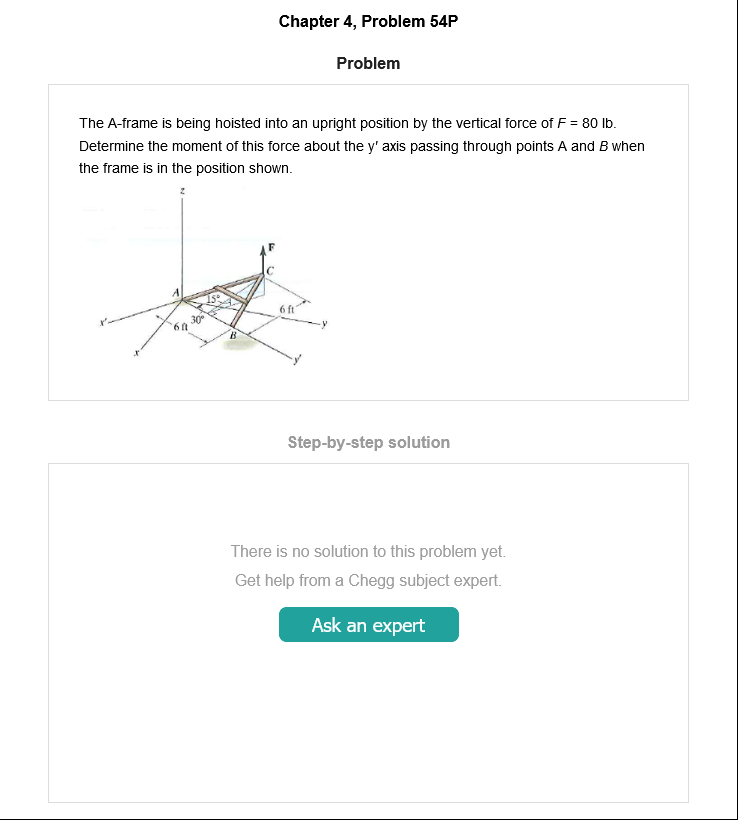 Chapter 4, Problem 54P
Problem
The A-frame is being hoisted into an upright position by the vertical force of F = 80 lb.
Determine the moment of this force about the y' axis passing through points A and B when
the frame is in the position shown.
z
F
C
A
15°
6 ft
x'
30°
6 ft
y
B
x
y'
Step-by-step solution
There is no solution to this problem yet.
Get help from a Chegg subject expert.
Ask an expert